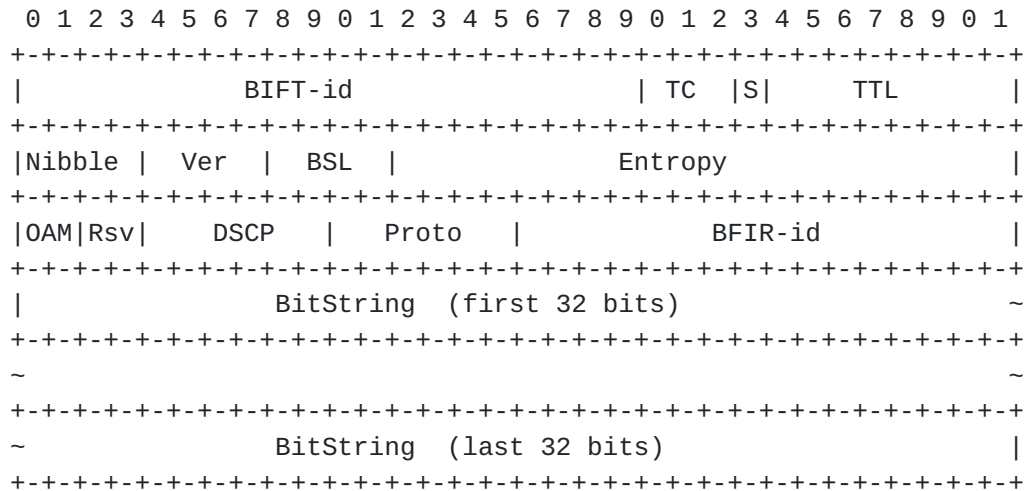 0 1 2 3 4 5 6 7 8 9 0 1 2 3 4 5 6 7 8 9 0 1 2 3 4 5 6 7 8 9 0 1
+-+-+-+-+-+-+-+-+-+-+-+-+-+-+-+-+-+-+-+-+-+-+-+-+-+-+-+-+-+-+-+-+
|              BIFT-id                  | TC  |S|     TTL       |
+-+-+-+-+-+-+-+-+-+-+-+-+-+-+-+-+-+-+-+-+-+-+-+-+-+-+-+-+-+-+-+-+
|Nibble |  Ver  |  BSL  |              Entropy                  |
+-+-+-+-+-+-+-+-+-+-+-+-+-+-+-+-+-+-+-+-+-+-+-+-+-+-+-+-+-+-+-+-+
|OAM|Rsv|    DSCP   |   Proto   |            BFIR-id            |
+-+-+-+-+-+-+-+-+-+-+-+-+-+-+-+-+-+-+-+-+-+-+-+-+-+-+-+-+-+-+-+-+
|                BitString  (first 32 bits)                     ~
+-+-+-+-+-+-+-+-+-+-+-+-+-+-+-+-+-+-+-+-+-+-+-+-+-+-+-+-+-+-+-+-+
~                                                               ~
+-+-+-+-+-+-+-+-+-+-+-+-+-+-+-+-+-+-+-+-+-+-+-+-+-+-+-+-+-+-+-+-+
~                BitString  (last 32 bits)                      |
+-+-+-+-+-+-+-+-+-+-+-+-+-+-+-+-+-+-+-+-+-+-+-+-+-+-+-+-+-+-+-+-+